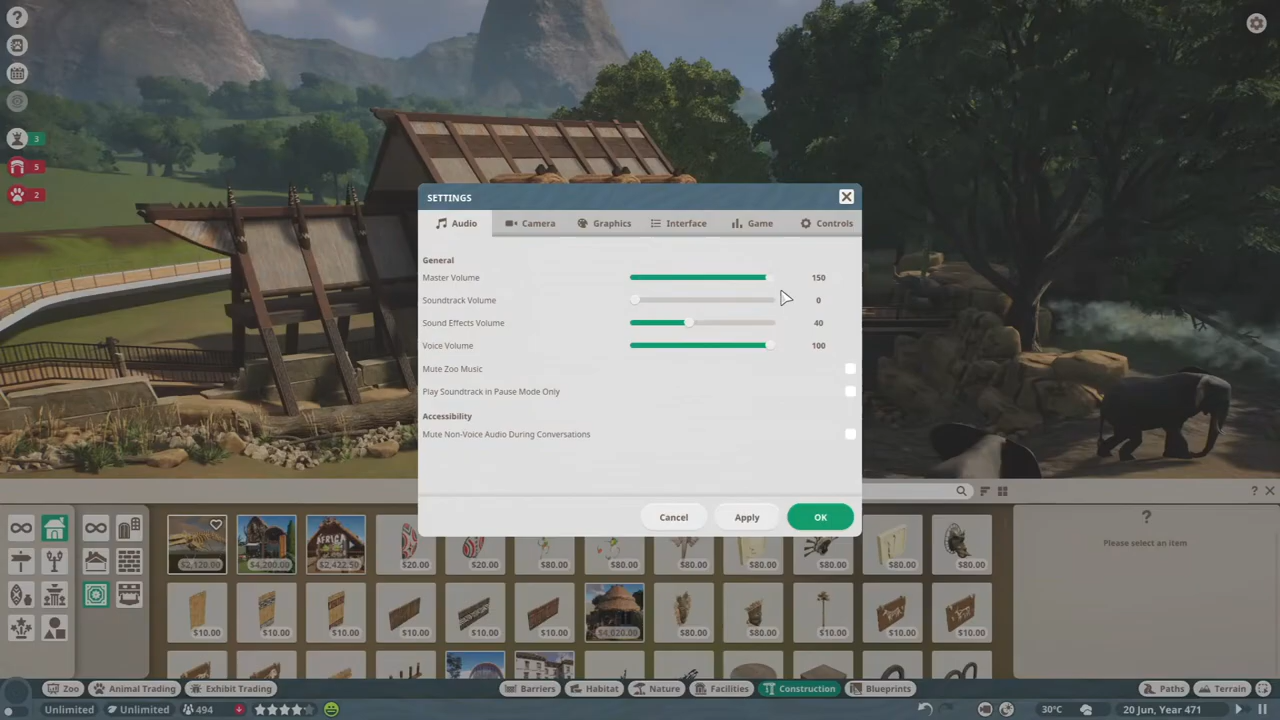 ?
3
5
2
SETTINGS
Audio Camera Graphics Interface Game Controls
General
Master Volume 150
Soundtrack Volume 0
Sound Effects Volume 40
Voice Volume 100
Mute Zoo Music
Play Soundtrack in Pause Mode Only
Accessibility
Mute Non-Voice Audio During Conversations
Cancel Apply OK
?
?
Please select an item
$2,120.00 $4,200.00 $2,422.50 $20.00 $20.00 $80.00 $80.00 $80.00 $80.00 $80.00 $80.00 $80.00
AFRICA
$10.00 $10.00 $10.00 $10.00 $10.00 $10.00 $4,020.00 $80.00 $80.00 $10.00 $10.00 $10.00
Zoo Animal Trading Exhibit Trading Barriers Habitat Nature Facilities Construction Blueprints Paths Terrain
Unlimited Unlimited 494 30°C 20 Jun, Year 471